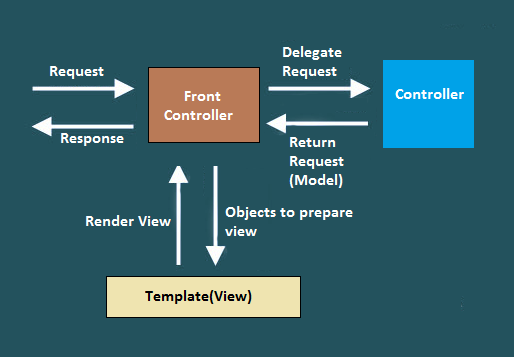 Request
Response
Front
Controller
Delegate
Request
Return
Request
(Model)
Controller
Render View
Objects to prepare
view
Template(View)